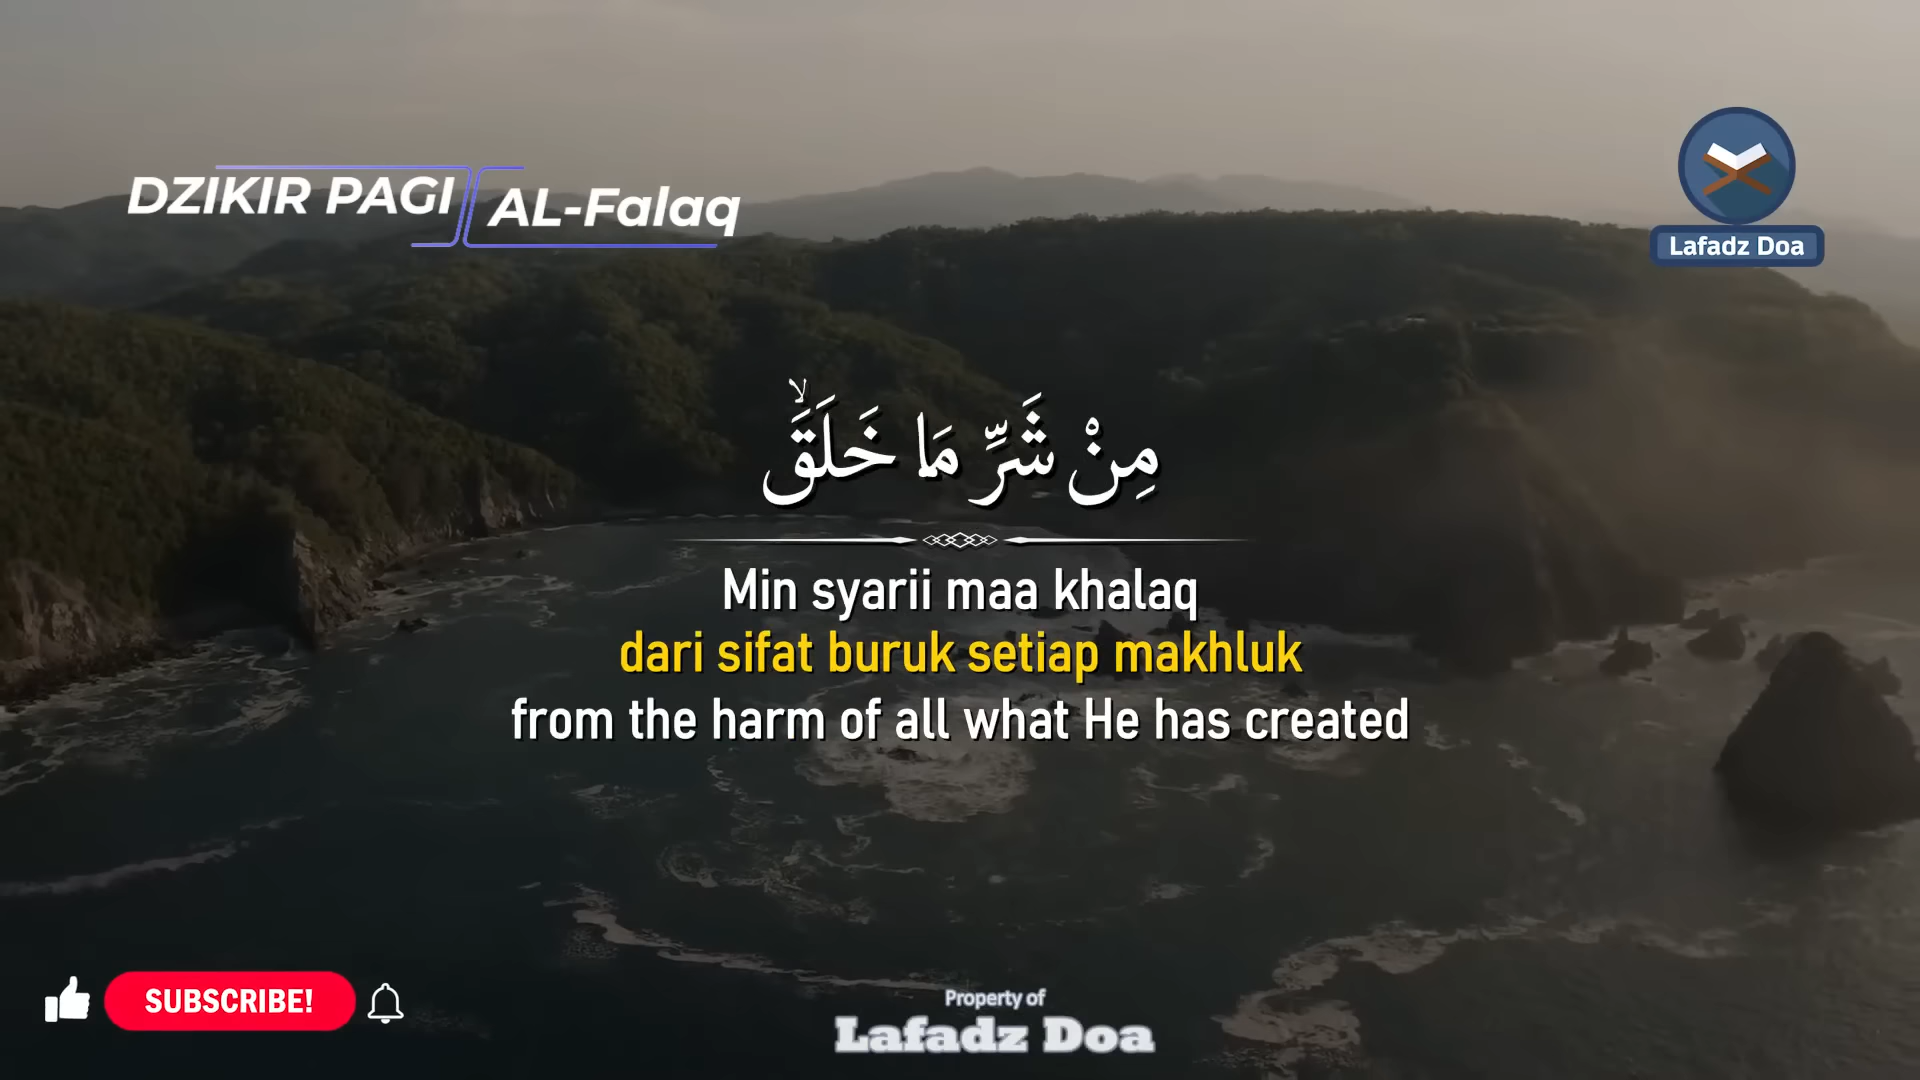 DZIKIR PAGI
AL-Falaq
Lafadz Doa
مِنْ شَرِّ مَا خَلَقَۙ
Min syarii maa khalaq
dari sifat buruk setiap makhluk
from the harm of all what He has created
SUBSCRIBE!
Property of
Lafadz Doa